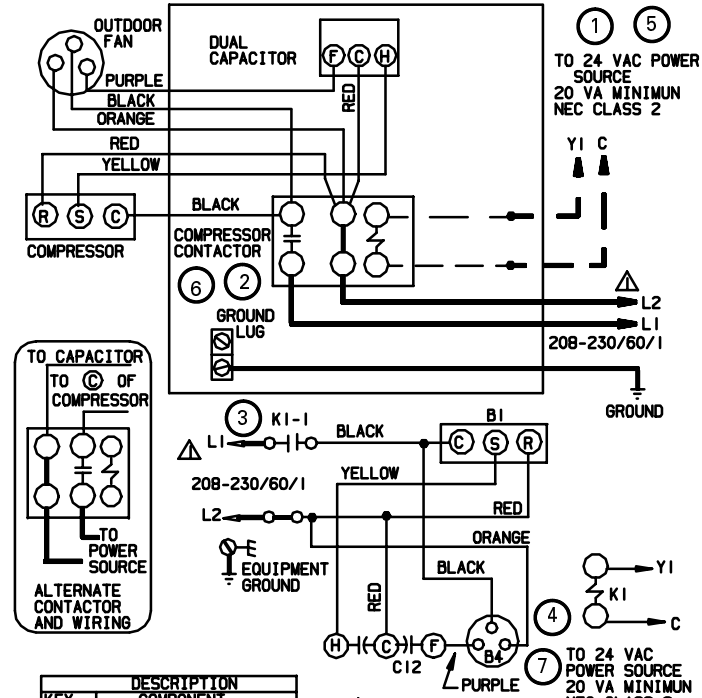 OUTDOOR
FAN
DUAL
CAPACITOR
F C H
1 5
TO 24 VAC POWER
SOURCE
20 VA MINIMUN
NEC CLASS 2
PURPLE
BLACK
ORANGE
RED
RED
YELLOW
Y1 C
BLACK
R S C
COMPRESSOR
COMPRESSOR
CONTACTOR
6 2
GROUND
LUG
L2
L1
208-230/60/1
GROUND
TO CAPACITOR
TO C OF
COMPRESSOR
TO
POWER
SOURCE
ALTERNATE
CONTACTOR
AND WIRING
3 K1-1
B1
L1
BLACK
C S R
YELLOW
208-230/60/1
L2
RED
ORANGE
EQUIPMENT
GROUND
RED
BLACK
Y1
K1
C
4
H C F
C12
B4
PURPLE
7
TO 24 VAC
POWER SOURCE
20 VA MINIMUN
DESCRIPTION
KEY COMPONENT